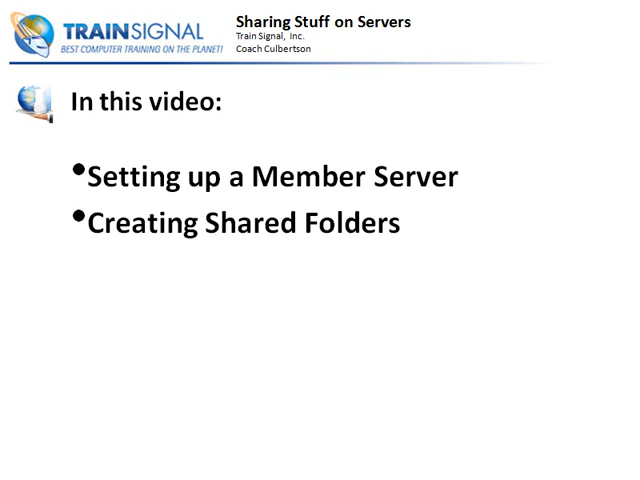 TRAINSIGNAL
BEST COMPUTER TRAINING ON THE PLANET!
Sharing Stuff on Servers
Train Signal, Inc.
Coach Culbertson
In this video:
•Setting up a Member Server
•Creating Shared Folders